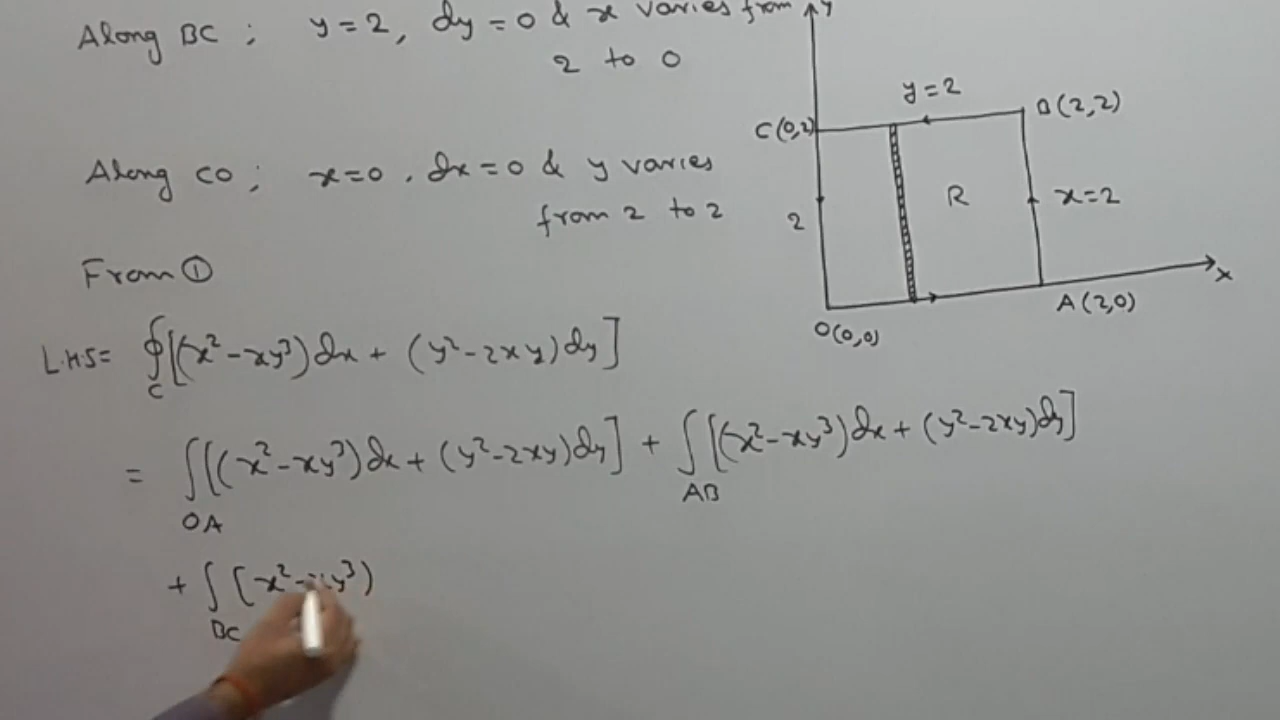 Along BC ; y = 2, dy = 0 & x varies from
2 to 0
Along CO ; x=0 . dx = 0 & y varies
from 2 to 2
From ①
L.H.S = ∮_C [(x² - xy³) dx + (y² - 2xy) dy]
= ∫_OA [(x² - xy³) dx + (y² - 2xy) dy] + ∫_AB [(x² - xy³) dx + (y² - 2xy) dy]
+ ∫_BC [x² - xy³)
y
y = 2
B (2,2)
C (0,2)
2
R
x = 2
x
A (2,0)
O (0,0)